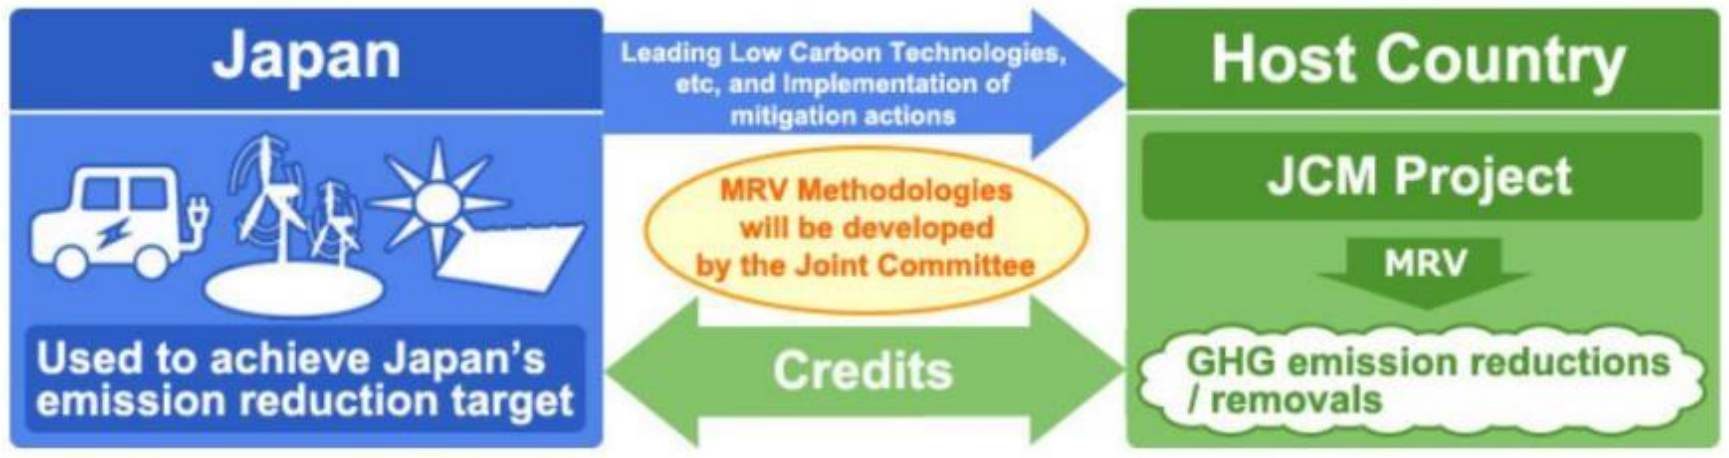 Japan
Leading Low Carbon Technologies,
etc, and Implementation of
mitigation actions
Host Country
JCM Project
MRV Methodologies
will be developed
by the Joint Committee
MRV
Used to achieve Japan's
emission reduction target
Credits
GHG emission reductions
/ removals